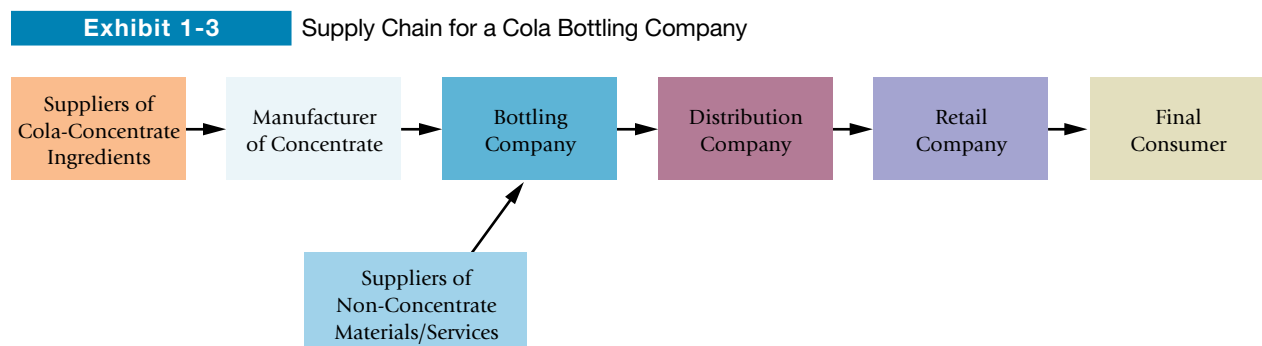 Exhibit 1-3 Supply Chain for a Cola Bottling Company
Suppliers of
Cola-Concentrate
Ingredients
Manufacturer
of Concentrate
Bottling
Company
Distribution
Company
Retail
Company
Final
Consumer
Suppliers of
Non-Concentrate
Materials/Services